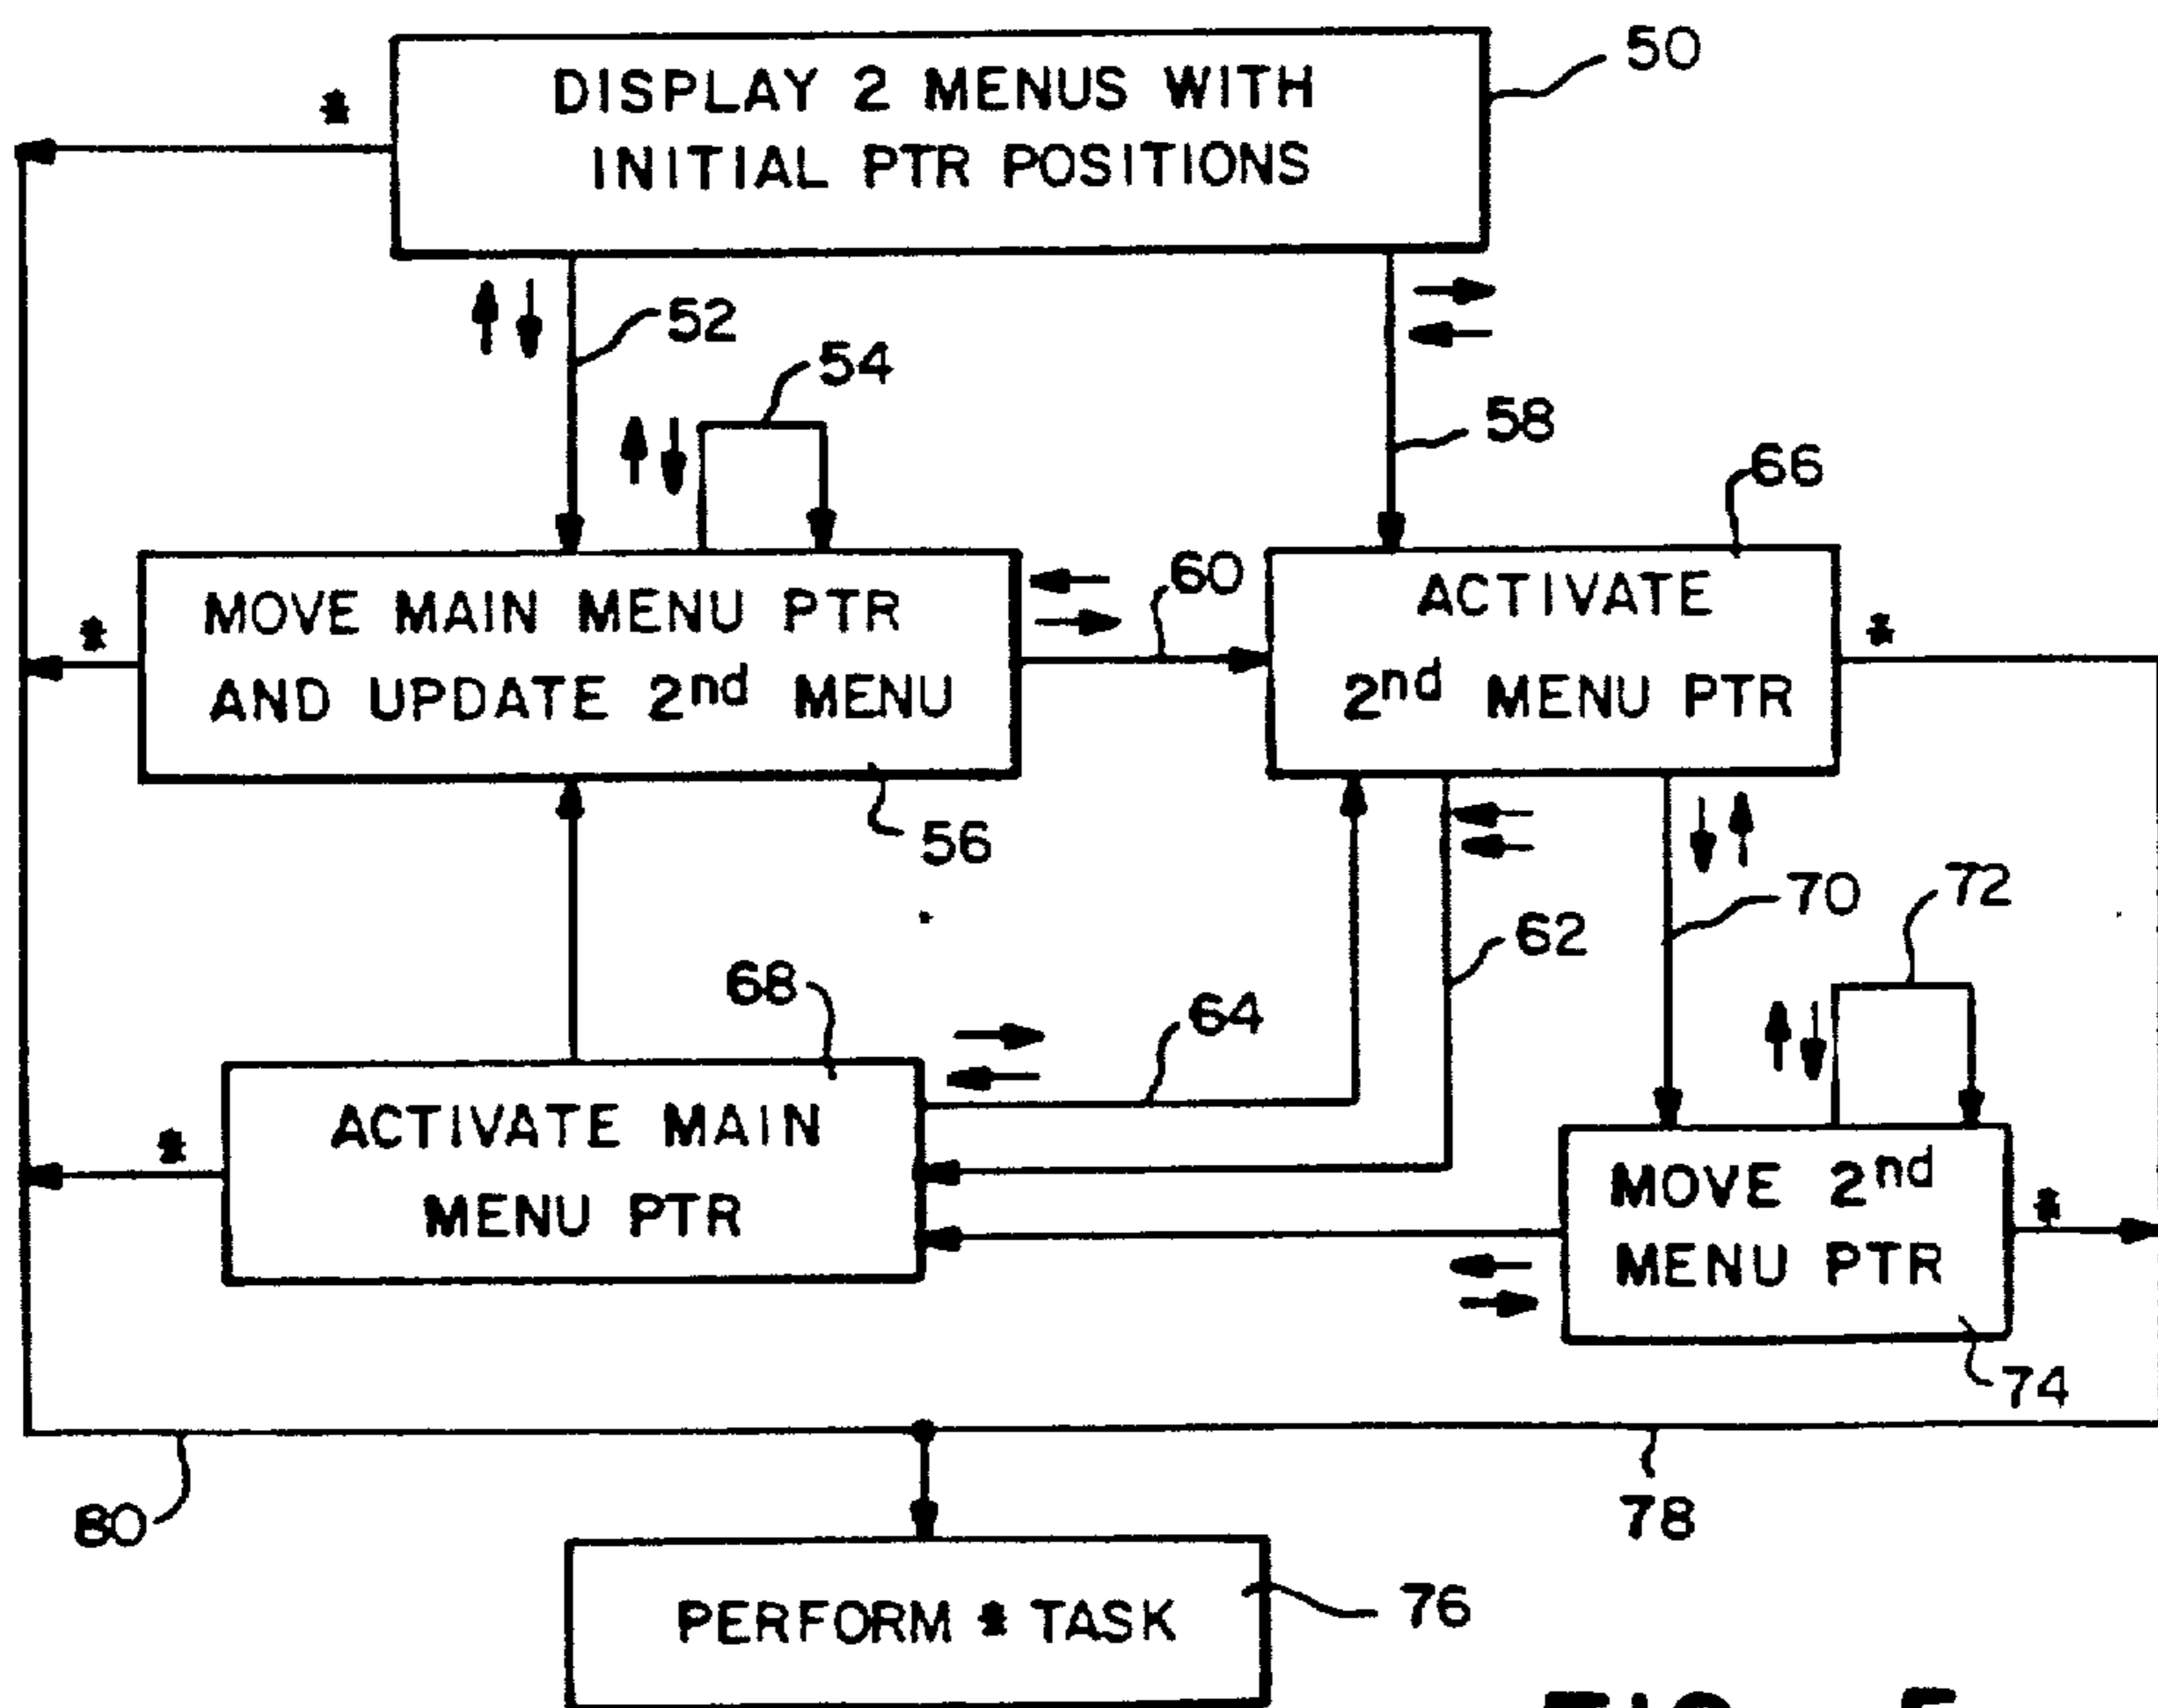 DISPLAY 2 MENUS WITH
INITIAL PTR POSITIONS
50
*
52
54
58
66
MOVE MAIN MENU PTR
AND UPDATE 2nd MENU
*
60
ACTIVATE
2nd MENU PTR
*
56
70
72
62
68
64
ACTIVATE MAIN
MENU PTR
*
MOVE 2nd
MENU PTR
*
74
80
78
PERFORM * TASK
76